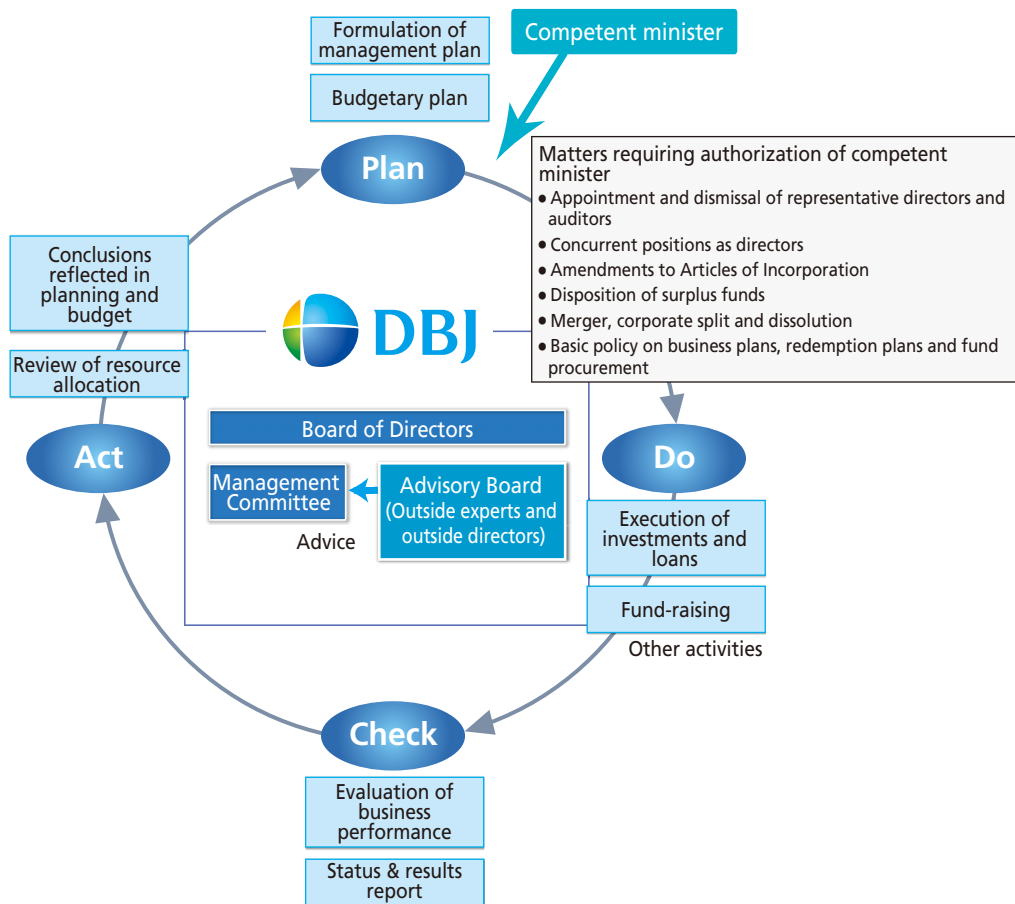 Formulation of
management plan
Competent minister
Budgetary plan
Plan
Matters requiring authorization of competent
minister
• Appointment and dismissal of representative directors and
auditors
• Concurrent positions as directors
• Amendments to Articles of Incorporation
• Disposition of surplus funds
• Merger, corporate split and dissolution
• Basic policy on business plans, redemption plans and fund
procurement
Conclusions
reflected in
planning and
budget
Review of resource
allocation
DBJ
Board of Directors
Management
Committee
Advisory Board
(Outside experts and
outside directors)
Advice
Act
Do
Execution of
investments and
loans
Fund-raising
Other activities
Check
Evaluation of
business
performance
Status & results
report